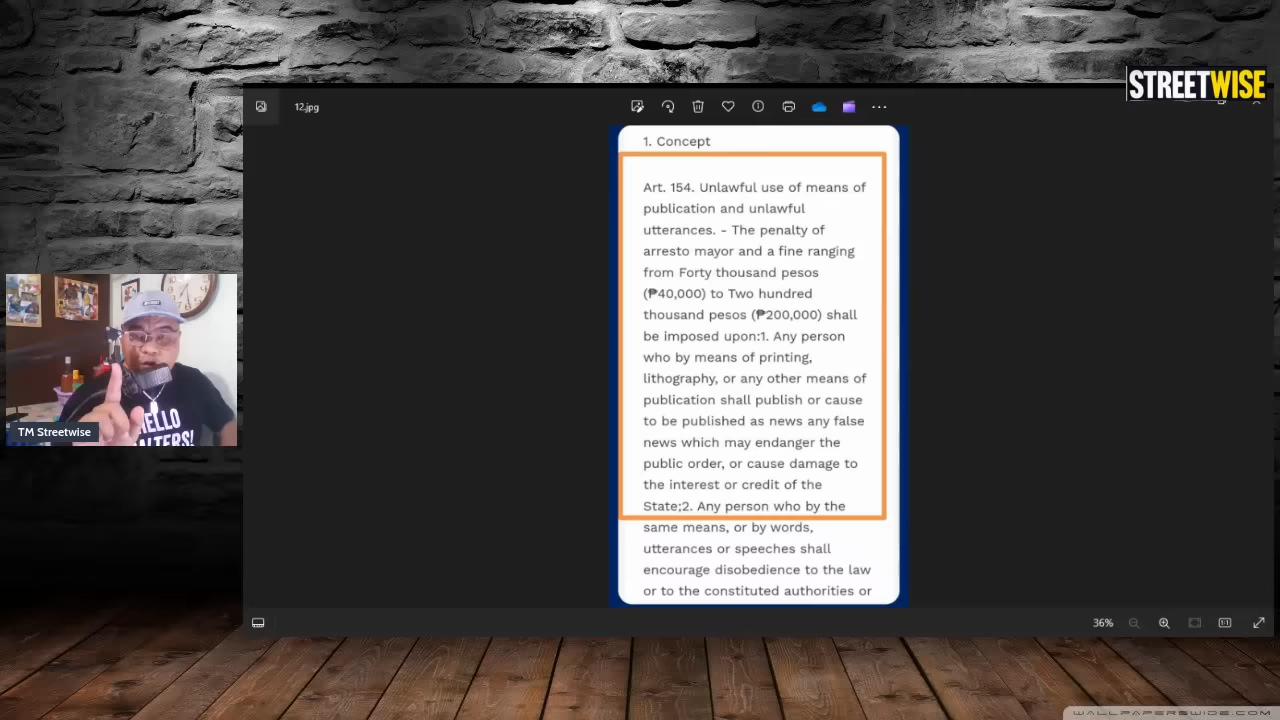 STREETWISE
12.jpg
1. Concept
Art. 154. Unlawful use of means of
publication and unlawful
utterances. - The penalty of
arresto mayor and a fine ranging
from Forty thousand pesos
(₱40,000) to Two hundred
thousand pesos (₱200,000) shall
be imposed upon:1. Any person
who by means of printing,
lithography, or any other means of
publication shall publish or cause
to be published as news any false
news which may endanger the
public order, or cause damage to
the interest or credit of the
State;2. Any person who by the
same means, or by words,
utterances or speeches shall
encourage disobedience to the law
or to the constituted authorities or
HELLO
TM Streetwise
36%
WALLPAPERSWIDE.COM